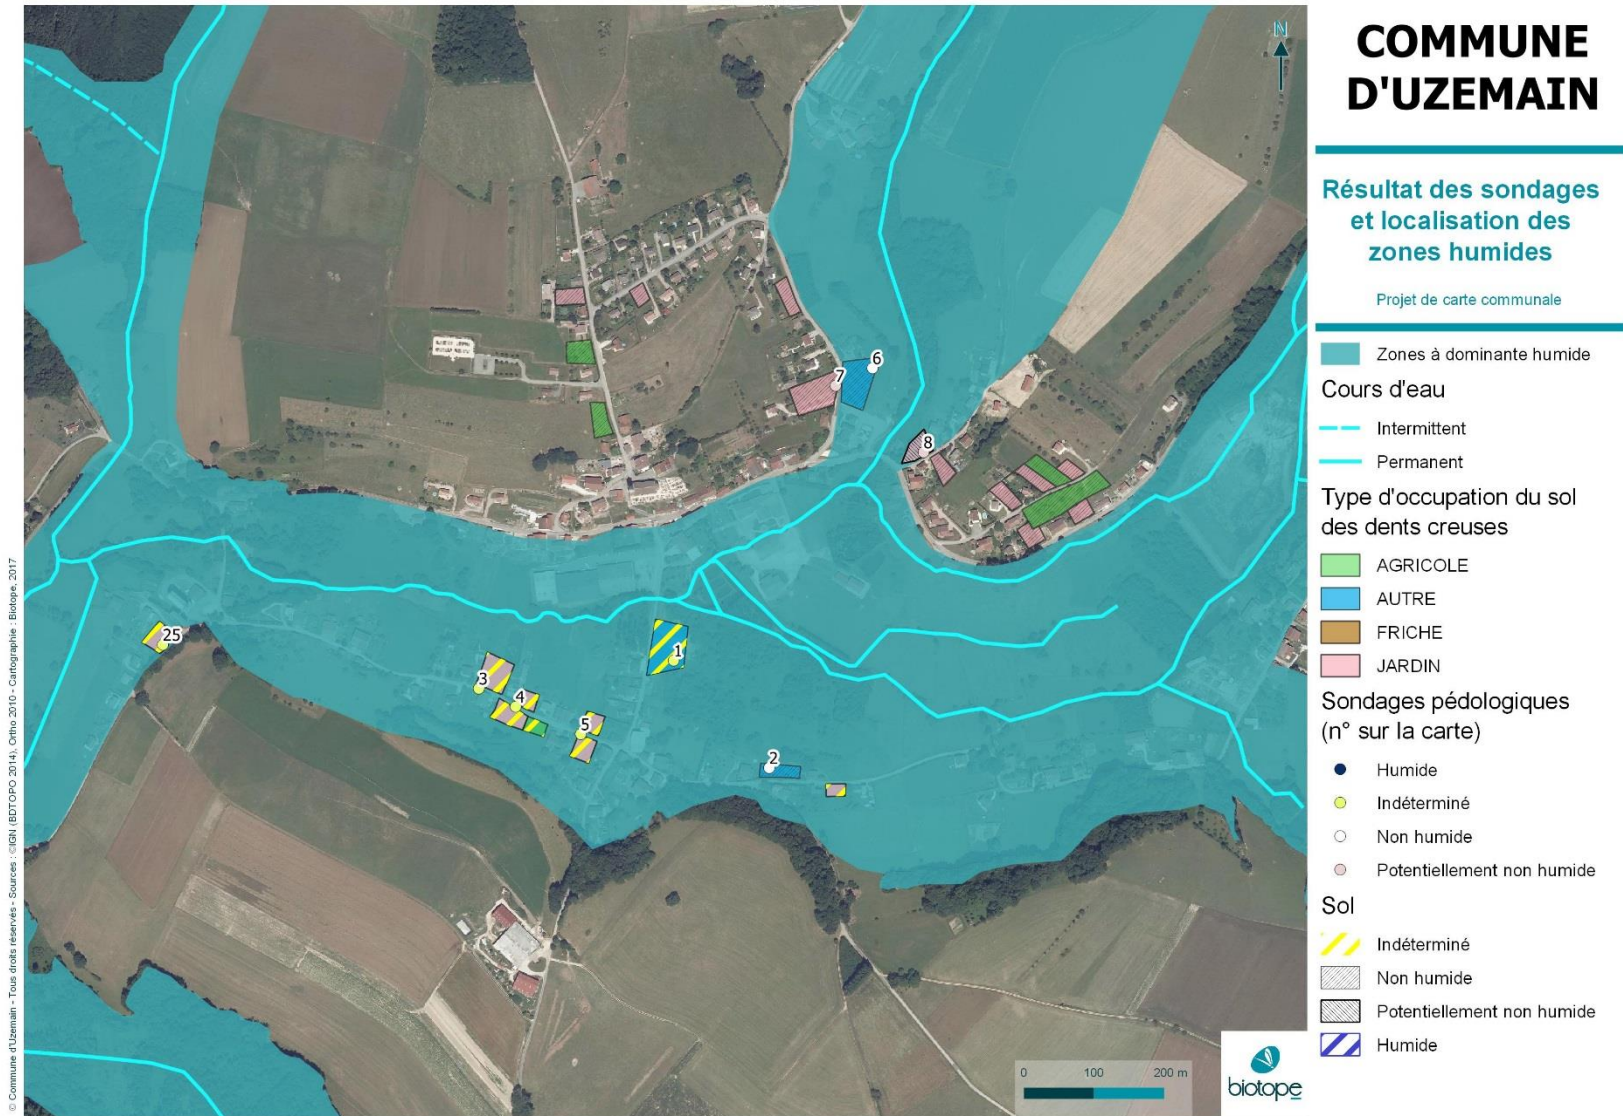 COMMUNE
D'UZEMAIN
Résultat des sondages
et localisation des
zones humides
Projet de carte communale
Zones à dominante humide
Cours d'eau
Intermittent
Permanent
Type d'occupation du sol
des dents creuses
AGRICOLE
AUTRE
FRICHE
JARDIN
Sondages pédologiques
(n° sur la carte)
Humide
Indéterminé
Non humide
Potentiellement non humide
Sol
Indéterminé
Non humide
Potentiellement non humide
Humide
N
6
7
8
25
1
3
4
5
2
0 100 200 m
biotope
© Commune d'Uzemain - Tous droits réservés - Sources : ©IGN (BDTOPO 2014), Ortho 2010 - Cartographie : Biotope, 2017